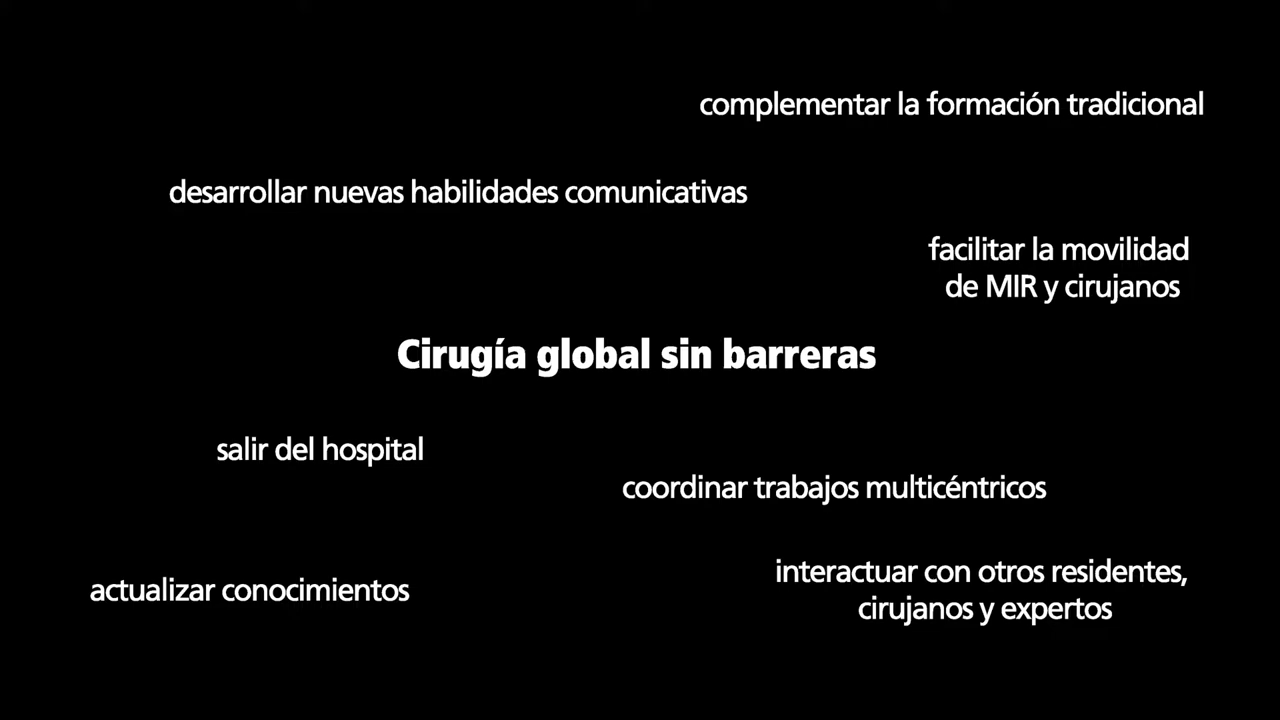 complementar la formación tradicional
desarrollar nuevas habilidades comunicativas
facilitar la movilidad
de MIR y cirujanos
Cirugía global sin barreras
salir del hospital
coordinar trabajos multicéntricos
interactuar con otros residentes,
cirujanos y expertos
actualizar conocimientos